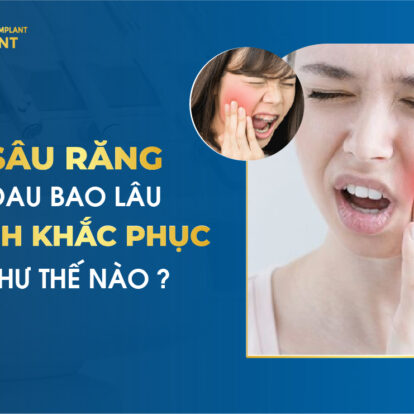 IMPLANT
NT
SÂU RĂNG
ĐAU BAO LÂU
H KHẮC PHỤC
HƯ THẾ NÀO ?